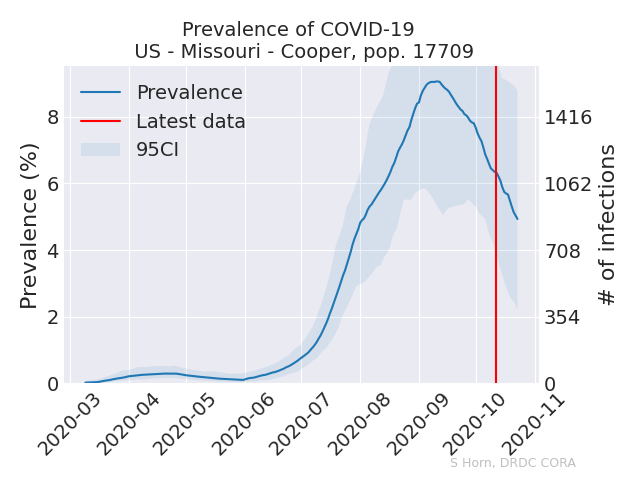 Prevalence of COVID-19
US - Missouri - Cooper, pop. 17709
Prevalence (%)
8
6
4
2
0
Prevalence
Latest data
95CI
1416
1062
708
354
0
# of infections
2020-03
2020-04
2020-05
2020-06
2020-07
2020-08
2020-09
2020-10
2020-11
S Horn, DRDC CORA